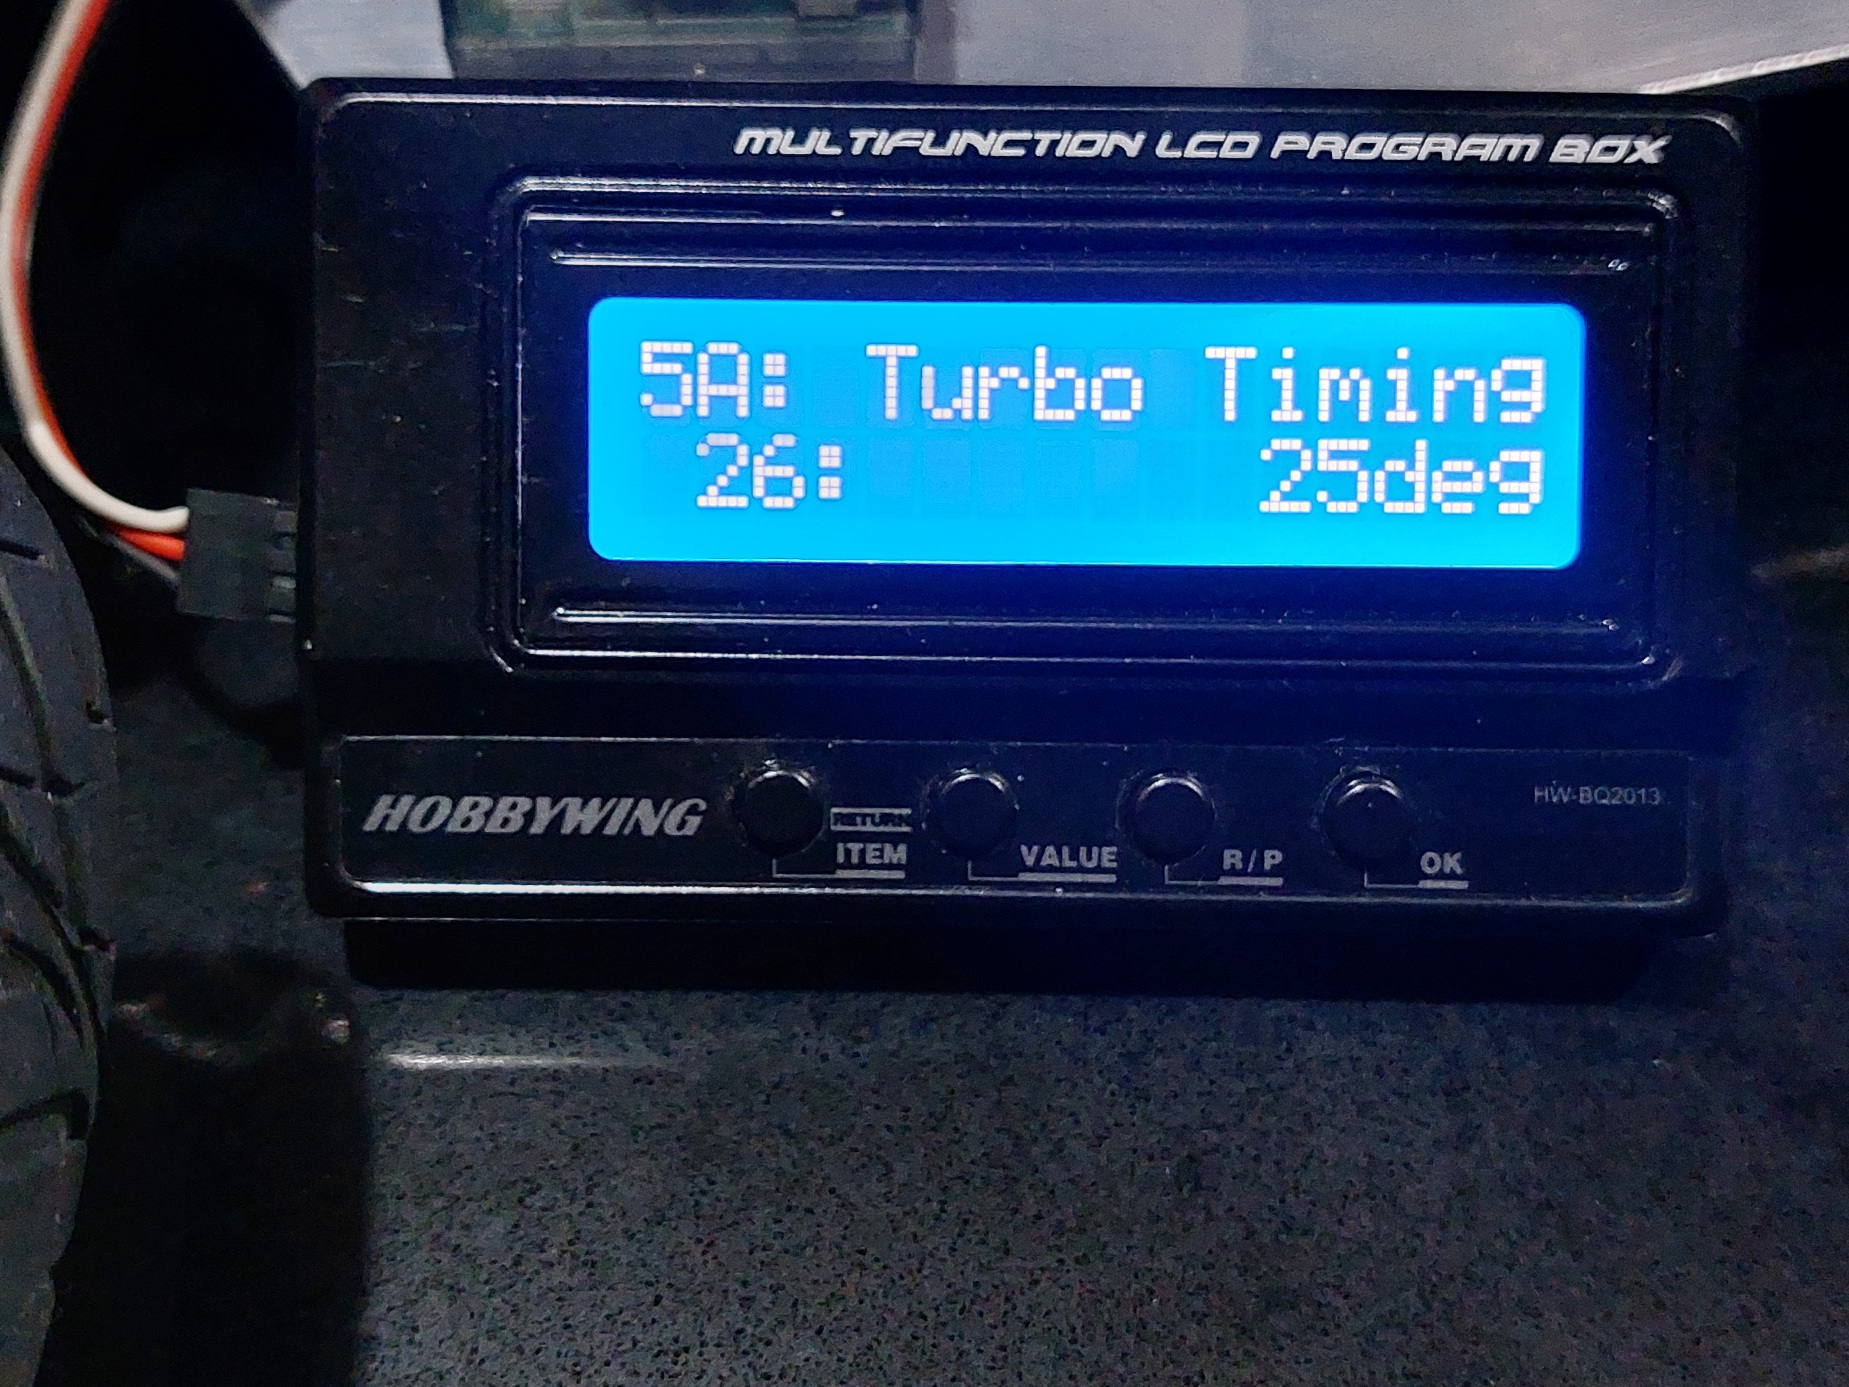 MULTIFUNCTION LCD PROGRAM BOX
5A: Turbo Timing
26: 25deg
HOBBYWING
RETURN
ITEM
VALUE
R/P
OK
HW-BQ2013